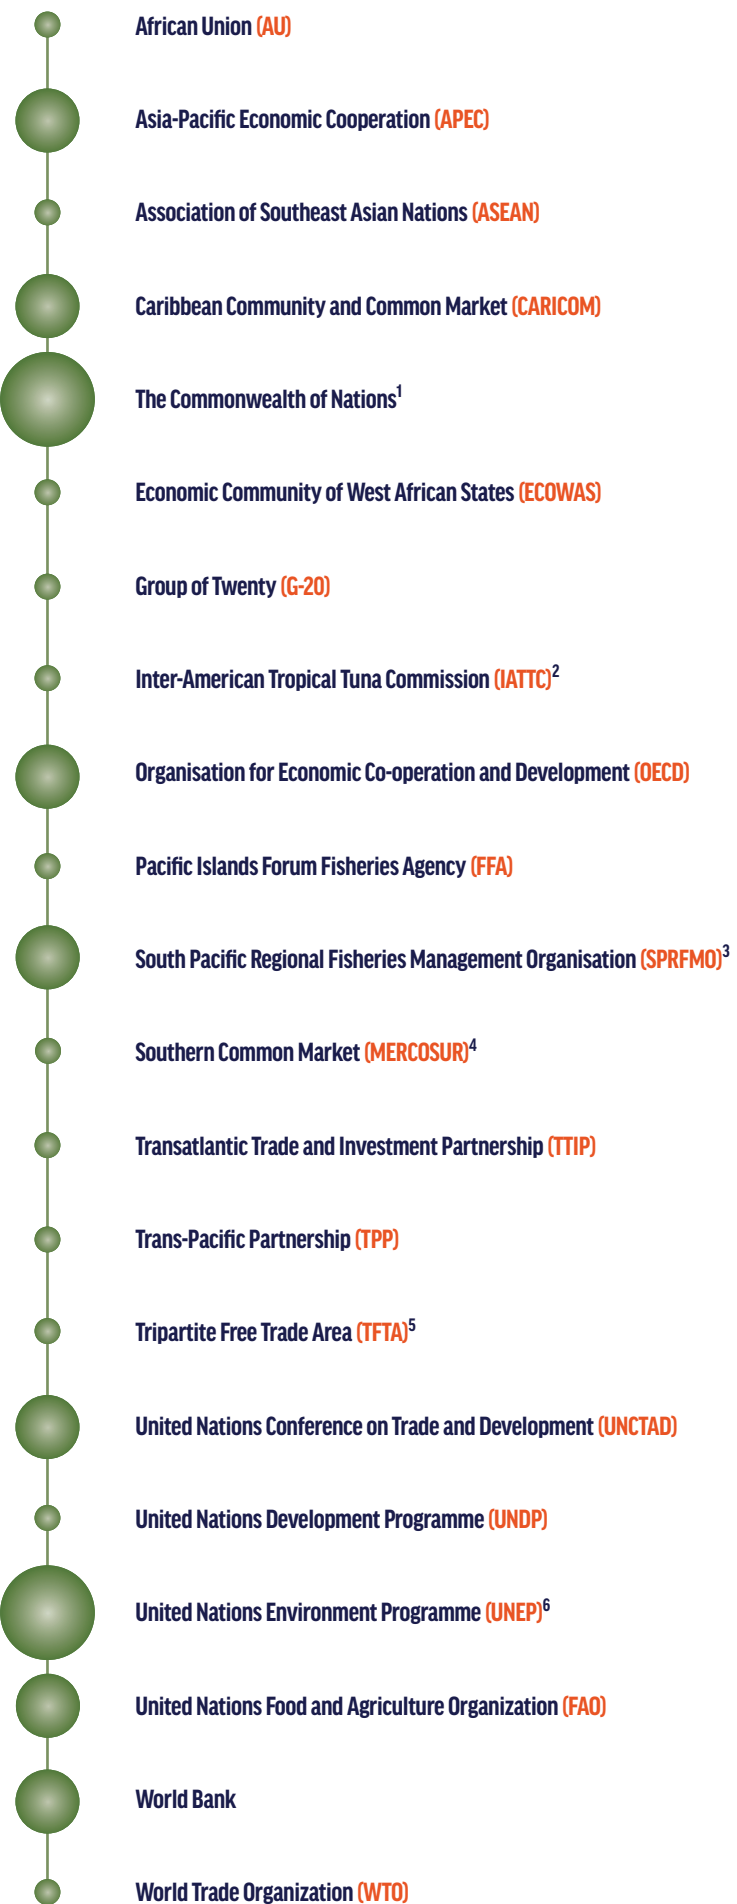 African Union (AU)
Asia-Pacific Economic Cooperation (APEC)
Association of Southeast Asian Nations (ASEAN)
Caribbean Community and Common Market (CARICOM)
The Commonwealth of Nations¹
Economic Community of West African States (ECOWAS)
Group of Twenty (G-20)
Inter-American Tropical Tuna Commission (IATTC)²
Organisation for Economic Co-operation and Development (OECD)
Pacific Islands Forum Fisheries Agency (FFA)
South Pacific Regional Fisheries Management Organisation (SPRFMO)³
Southern Common Market (MERCOSUR)⁴
Transatlantic Trade and Investment Partnership (TTIP)
Trans-Pacific Partnership (TPP)
Tripartite Free Trade Area (TFTA)⁵
United Nations Conference on Trade and Development (UNCTAD)
United Nations Development Programme (UNDP)
United Nations Environment Programme (UNEP)⁶
United Nations Food and Agriculture Organization (FAO)
World Bank
World Trade Organization (WTO)